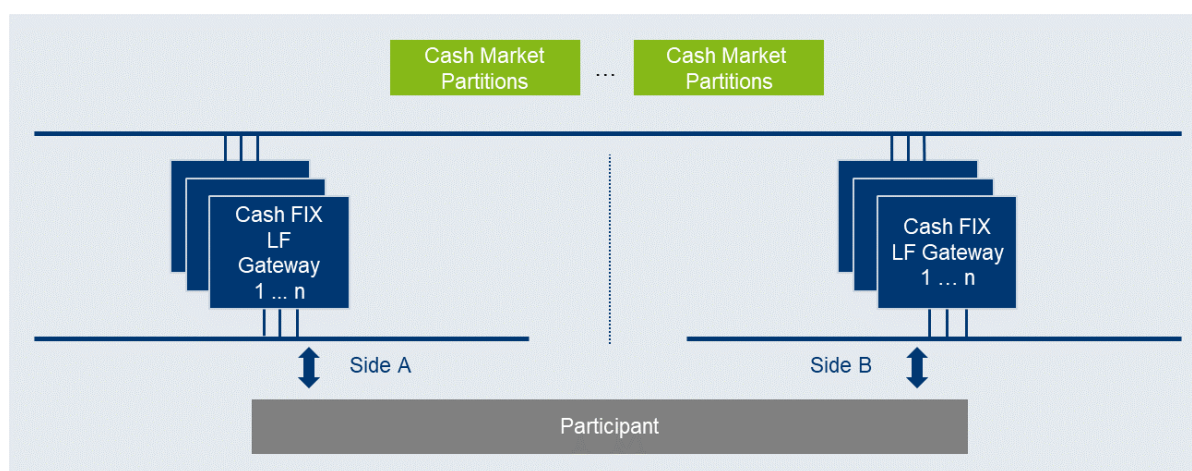 Cash Market
Partitions
...
Cash Market
Partitions
Cash FIX
LF
Gateway
1 ... n
Cash FIX
LF Gateway
1 ... n
Side A
Side B
Participant